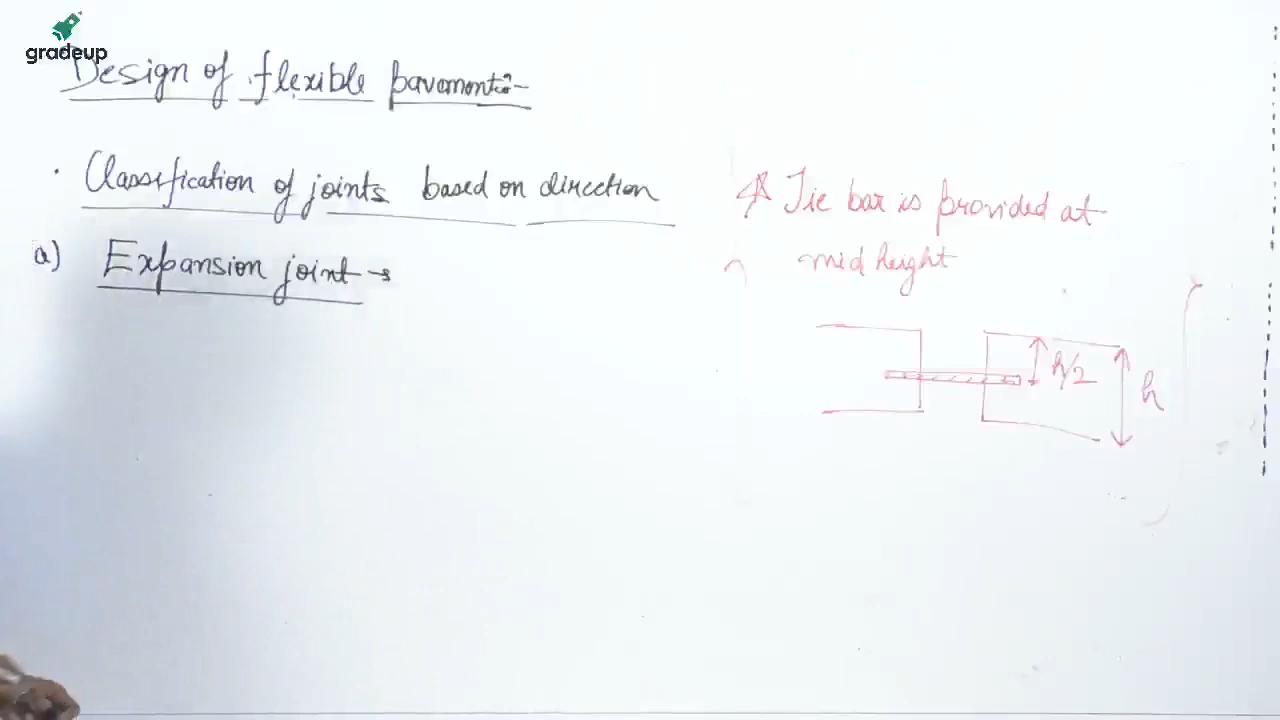 gradeup
Design of flexible pavement:-
• Classification of joints based on direction
a) Expansion joint →
Tie bar is provided at
mid height
h/2
h